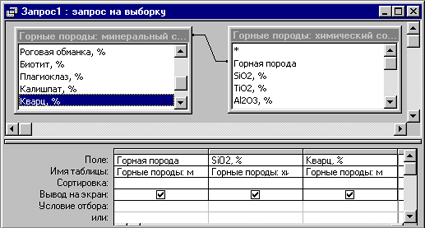 Запрос1 : запрос на выборку
Горные породы: минеральный с...
Роговая обманка, %
Биотит, %
Плагиоклаз, %
Калишпат, %
Кварц, %
Горные породы: химический со...
*
Горная порода
SiO2, %
TiO2, %
Al2O3, %
Поле: Горная порода SiO2, % Кварц, %
Имя таблицы: Горные породы: м Горные породы: хи Горные породы: м
Сортировка:
Вывод на экран:
Условие отбора:
или: